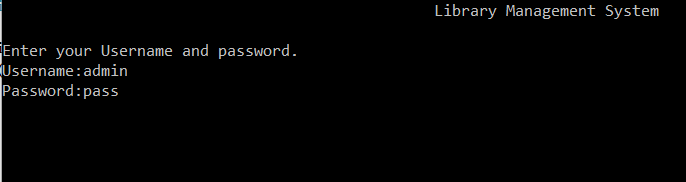 Library Management System
Enter your Username and password.
Username:admin
Password:pass